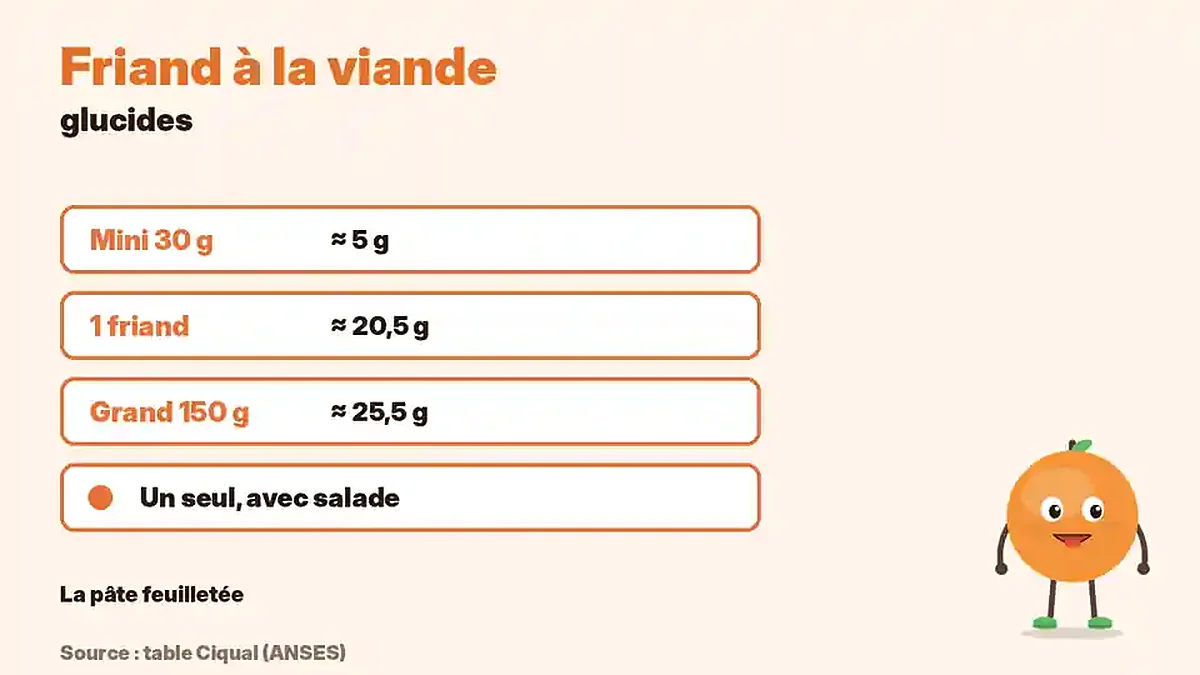 Friand à la viande
glucides
Mini 30 g ≈ 5 g
1 friand ≈ 20,5 g
Grand 150 g ≈ 25,5 g
Un seul, avec salade
La pâte feuilletée
Source : table Ciqual (ANSES)